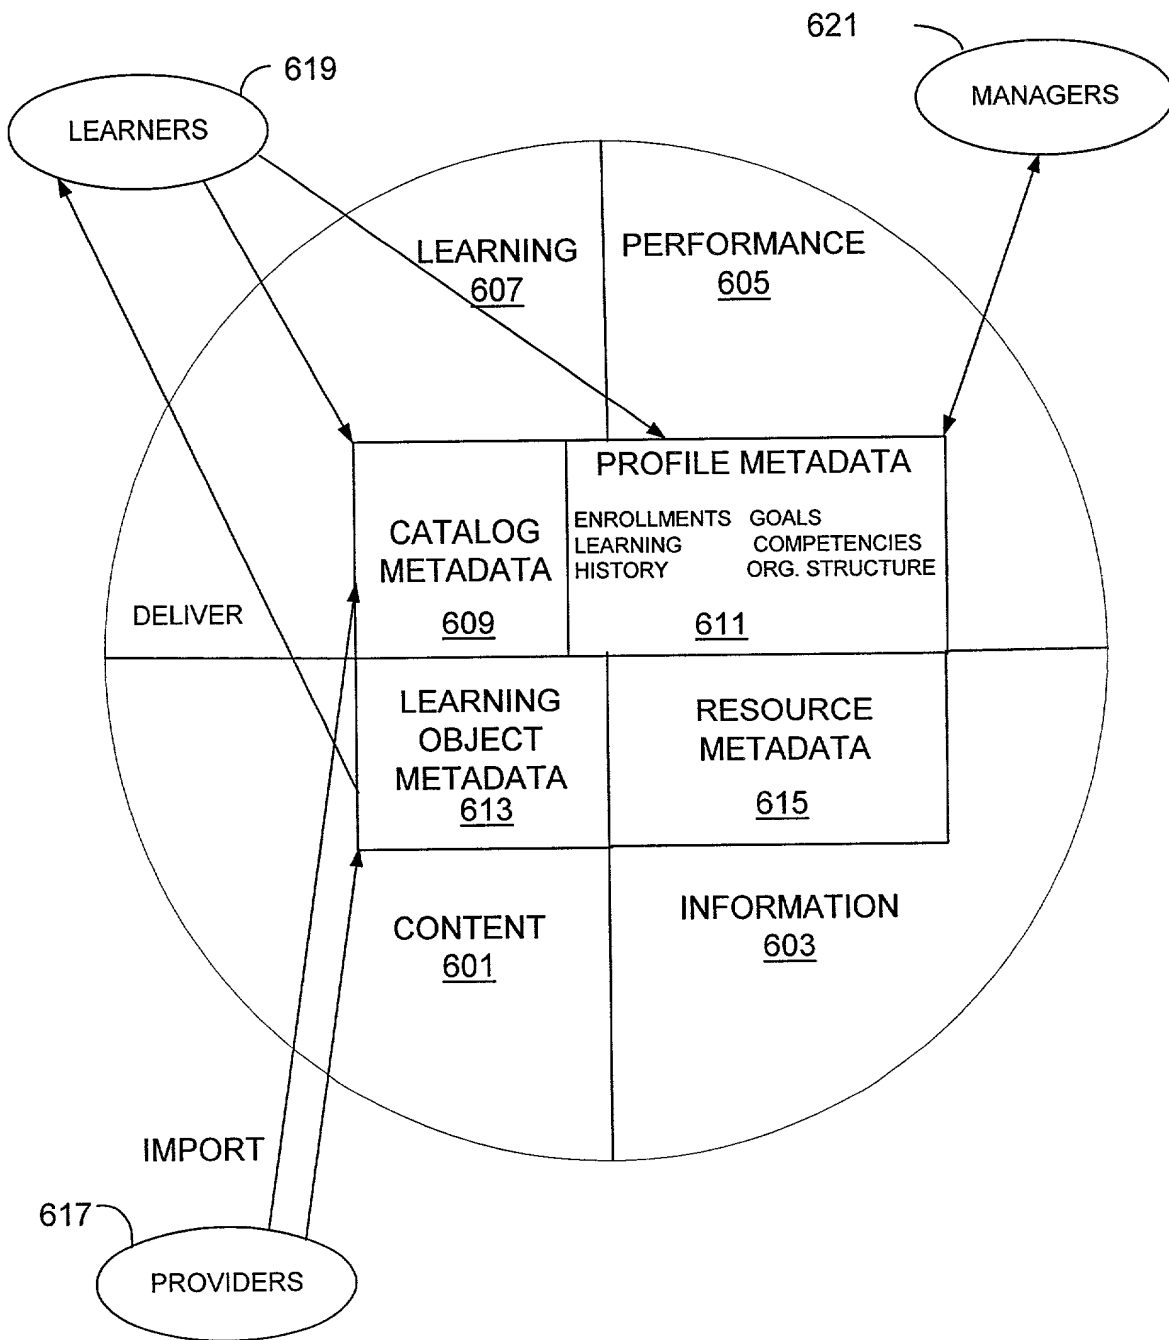 621
619
MANAGERS
LEARNERS
LEARNING
607
PERFORMANCE
605
PROFILE METADATA
ENROLLMENTS GOALS
LEARNING COMPETENCIES
HISTORY ORG. STRUCTURE
611
CATALOG
METADATA
609
DELIVER
LEARNING
OBJECT
METADATA
613
RESOURCE
METADATA
615
CONTENT
601
INFORMATION
603
IMPORT
617
PROVIDERS